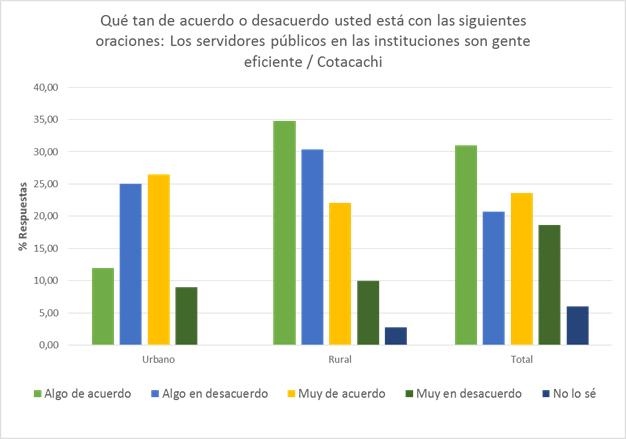 Qué tan de acuerdo o desacuerdo usted está con las siguientes
oraciones: Los servidores públicos en las instituciones son gente
eficiente / Cotacachi
40,00
35,00
30,00
25,00
20,00
15,00
10,00
5,00
0,00
% Respuestas
Urbano Rural Total
Algo de acuerdo Algo en desacuerdo Muy de acuerdo Muy en desacuerdo No lo sé